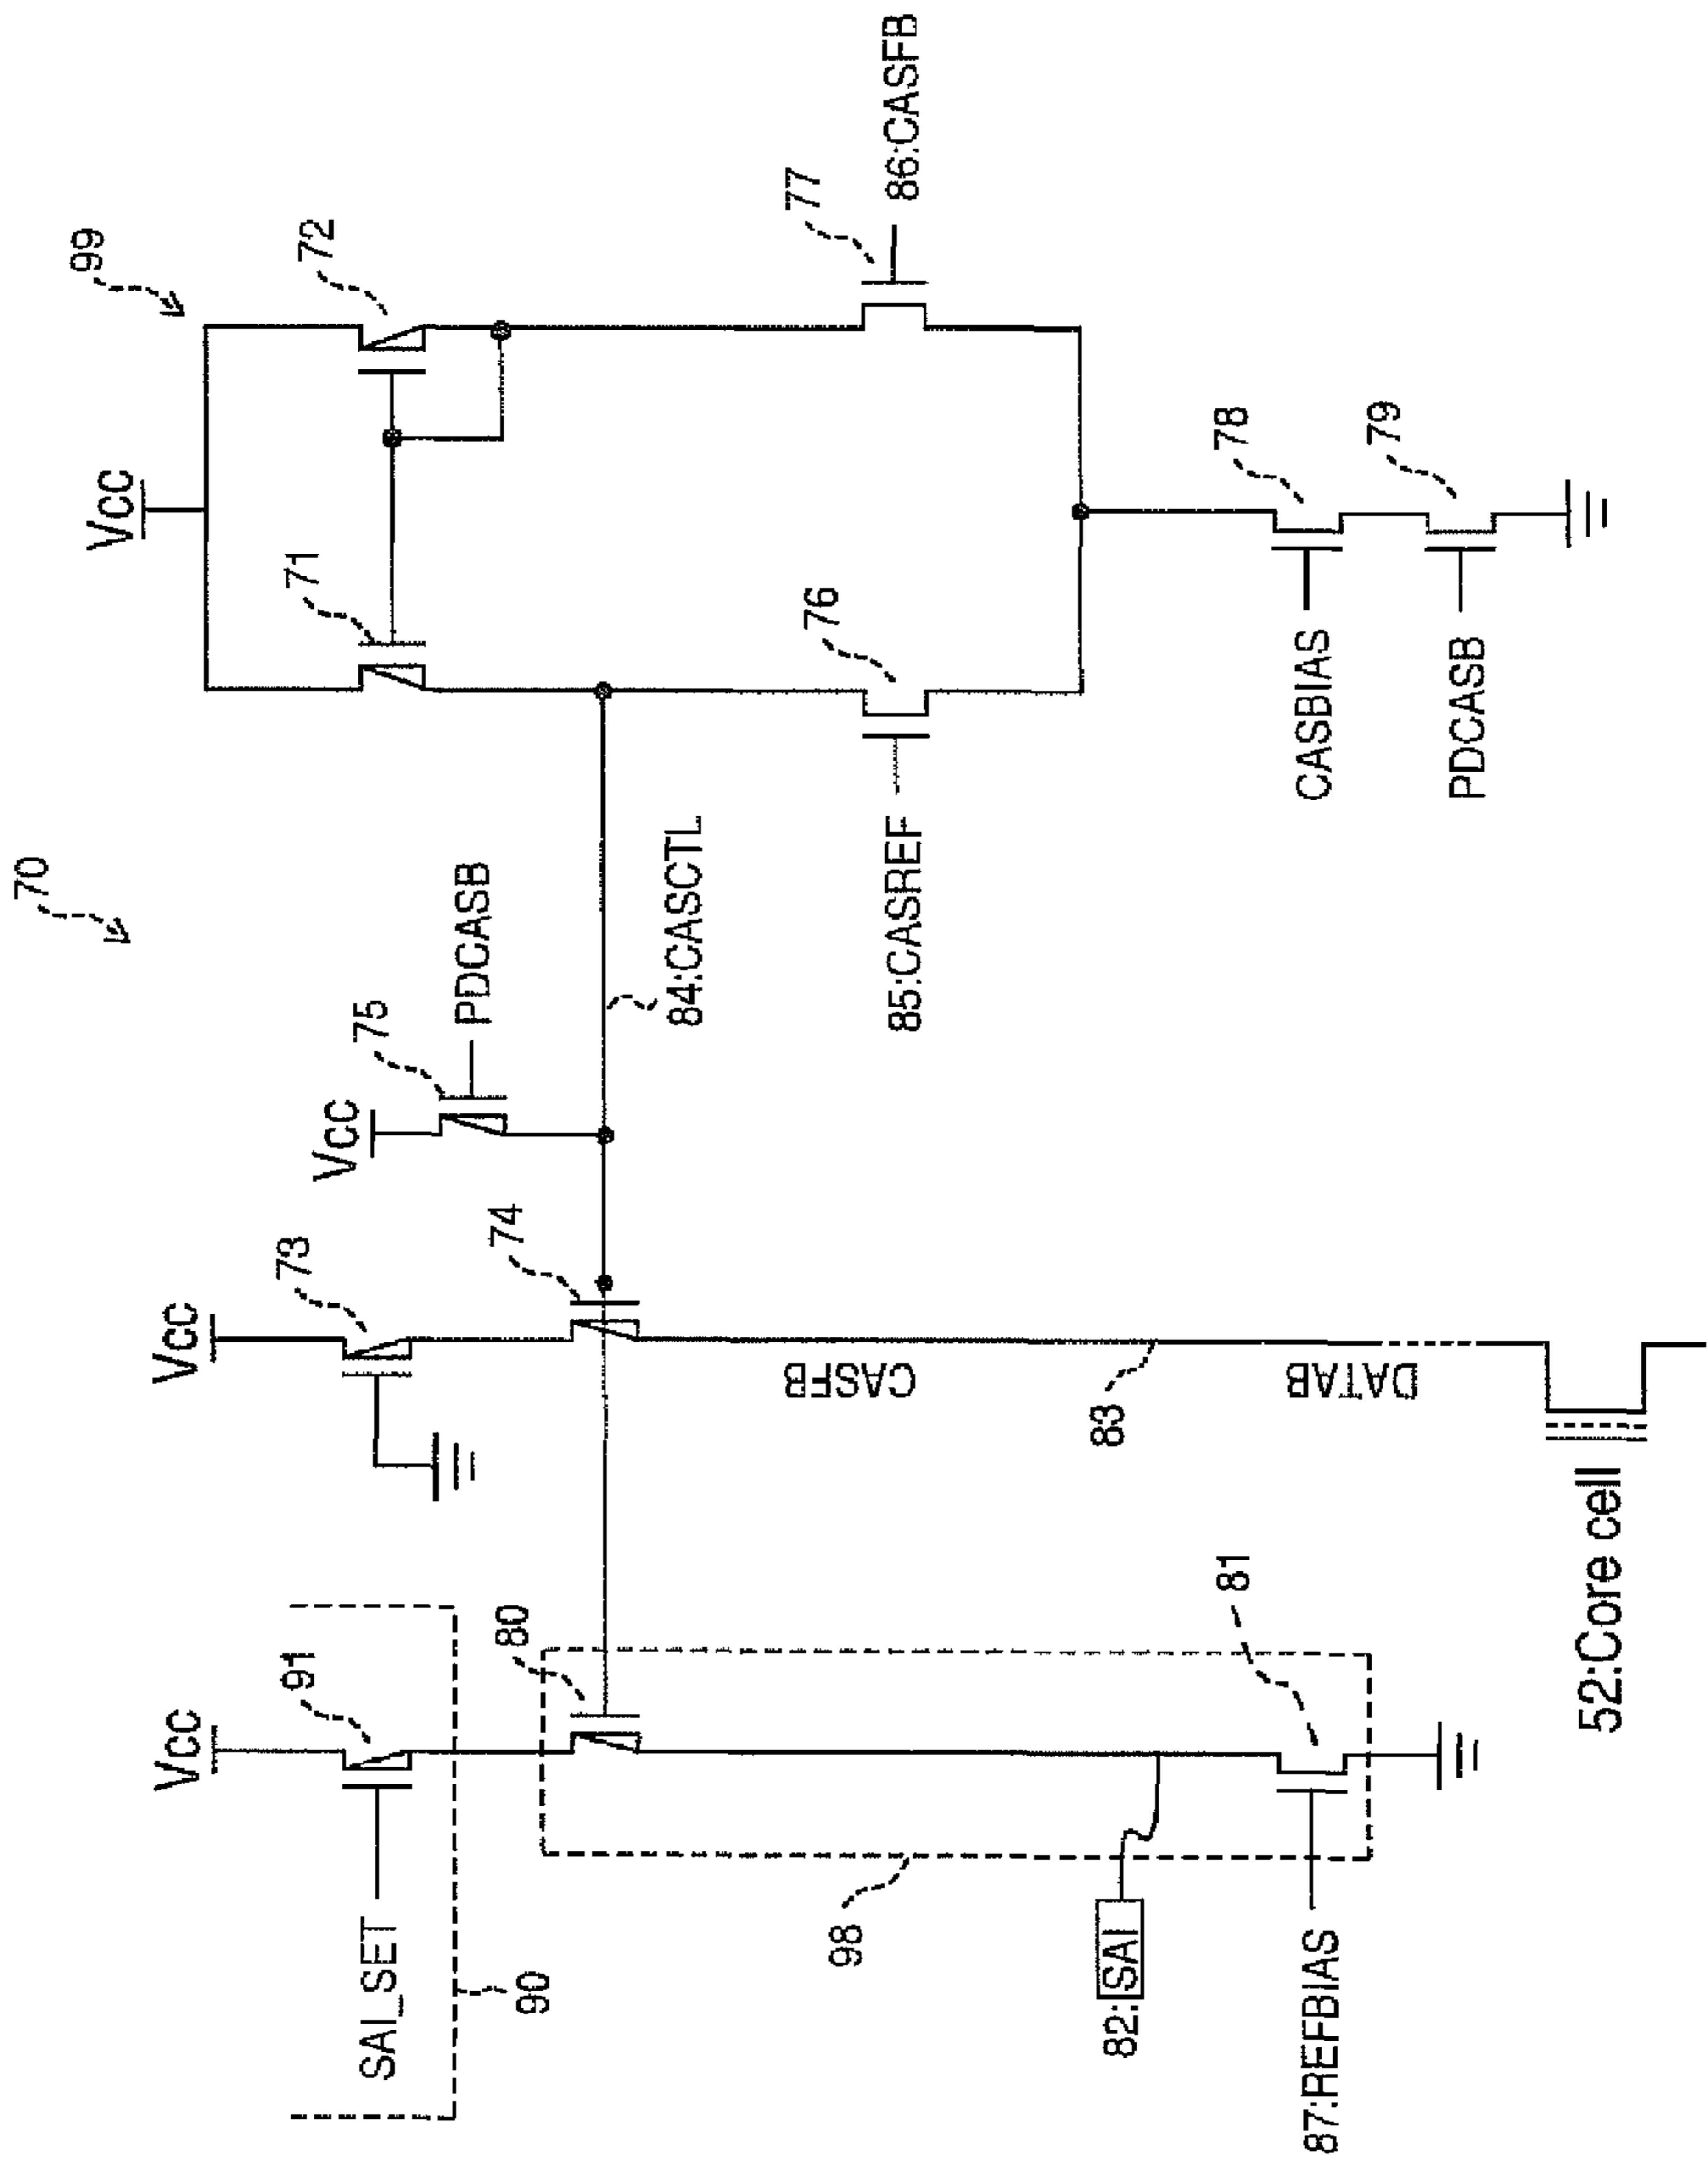 70
99
Vcc
71
72
Vcc
75
PDCASB
Vcc
73
74
84:CASCTL
Vcc
91
SAI_SET
90
80
76
77
85:CASREF
86:CASFB
CASFB
83
DATAB
98
82:SAI
81
87:REFBIAS
78
CASBIAS
79
PDCASB
52:Core cell